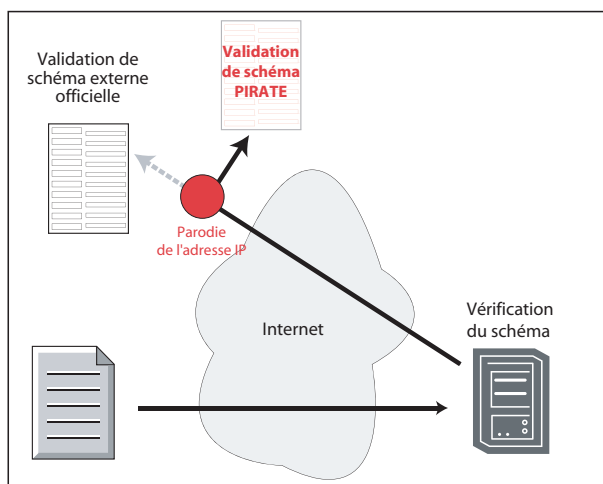 Validation de
schéma externe
officielle
Validation
de schéma
PIRATE
Parodie
de l'adresse IP
Internet
Vérification
du schéma